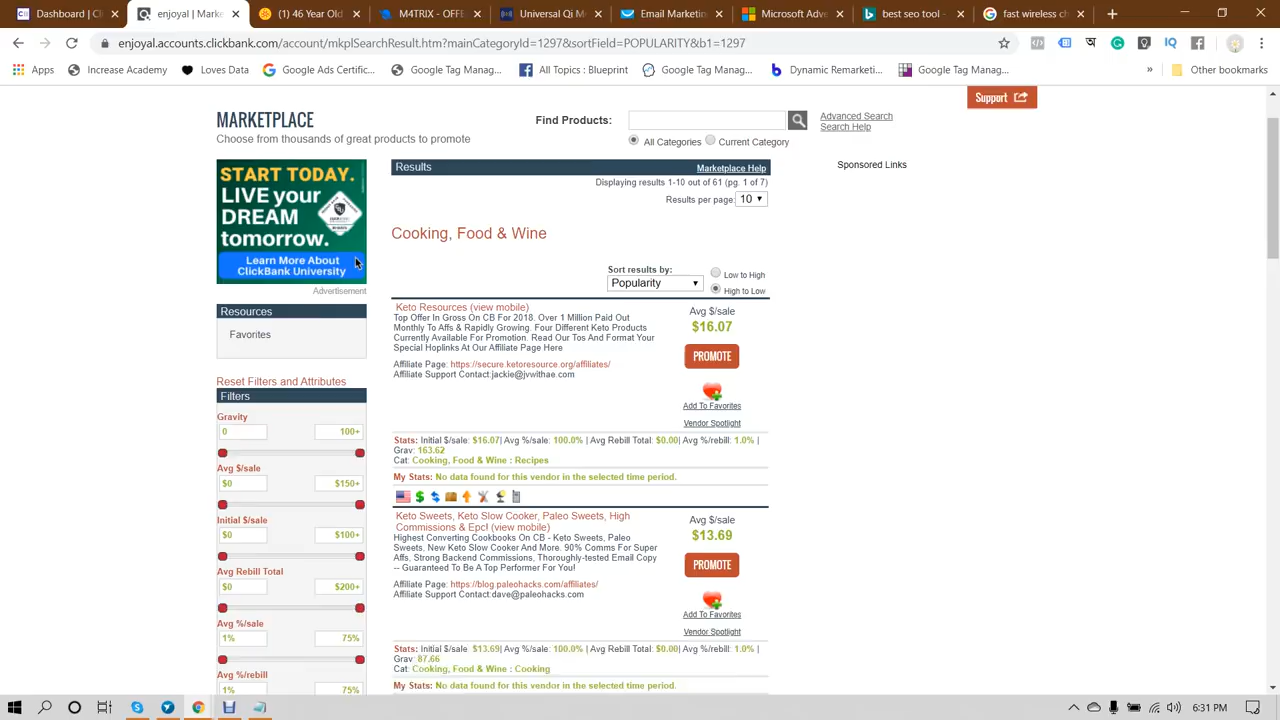 Clickbank (Dash
enjoyal | Marke
M4TRIX - Digita
Udaxian Qi Mo
Microsoft Adve
best seo tool -
fast wireless ch
enjoyal.accounts.clickbank.com/account/mkplSearchResult.htm?mainCategoryId=1297&sortField=POPULARITY&b1=1297
Apps
Increase Academy
Loves Data
Google Ads Certific...
Google Tag Manag...
All Topics : Blueprint
Google Tag Manag...
Dynamic Remarketi...
Google Tag Manag...
»
Other bookmarks
Support
MARKETPLACE
Choose from thousands of great products to promote
Find Products:
Advanced Search
Search Help
All Categories
Current Category
START TODAY.
LIVE your
DREAM
tomorrow.
Learn More About
ClickBank University
Advertisement
Results
Marketplace Help
Sponsored Links
Displaying results 1-10 out of 61 (pg. 1 of 7)
Results per page: 10
Cooking, Food & Wine
Sort results by:
Popularity
Low to High
High to Low
Resources
Favorites
Reset Filters and Attributes
Filters
Gravity
0 100+
Avg $/sale
$0 $150+
Initial $/sale
$0 $100+
Avg Rebill Total
$0 $200+
Avg %/sale
1% 75%
Avg %/rebill
1% 75%
Keto Resources (view mobile)
Top Offer In Gross On CB For 2018. Over 1 Million Paid Out
Monthly To Affs & Rapidly Growing. Four Different Keto Products
Currently Available For Promotion. Read Our Tos And Format Your
Special Hoplinks At Our Affiliate Page Here
Affiliate Page: https://secure.ketoresource.org/affiliates/
Affiliate Support Contact:jackie@jvwithae.com
Avg $/sale
$16.07
PROMOTE
Add To Favorites
Vendor Spotlight
Stats: Initial $/sale: $16.07| Avg %/sale: 100.0% | Avg Rebill Total: $0.00| Avg %/rebill: 1.0% |
Grav: 163.62
Cat: Cooking, Food & Wine : Recipes
My Stats: No data found for this vendor in the selected time period.
Keto Sweets, Keto Slow Cooker, Paleo Sweets, High
Commissions & Epc! (view mobile)
Highest Converting Cookbooks On CB - Keto Sweets, Paleo
Sweets, New Keto Slow Cooker And More. 90% Comms For Super
Affs, Strong Backend Commissions, Thoroughly-tested Email Copy
-- Guaranteed To Be A Top Performer For You!
Affiliate Page: https://blog.paleohacks.com/affiliates/
Affiliate Support Contact:dave@paleohacks.com
Avg $/sale
$13.69
PROMOTE
Add To Favorites
Vendor Spotlight
Stats: Initial $/sale $13.69| Avg %/sale: 100.0% | Avg Rebill Total: $0.00| Avg %/rebill: 1.0% |
Grav: 87.66
Cat: Cooking, Food & Wine : Cooking
My Stats: No data found for this vendor in the selected time period.
6:31 PM